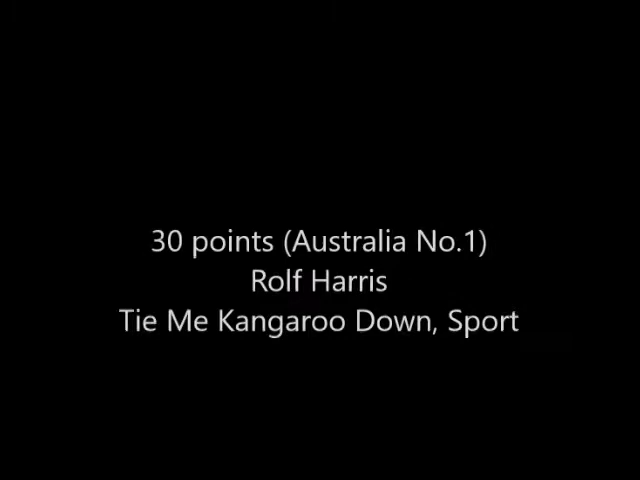 30 points (Australia No.1)
Rolf Harris
Tie Me Kangaroo Down, Sport